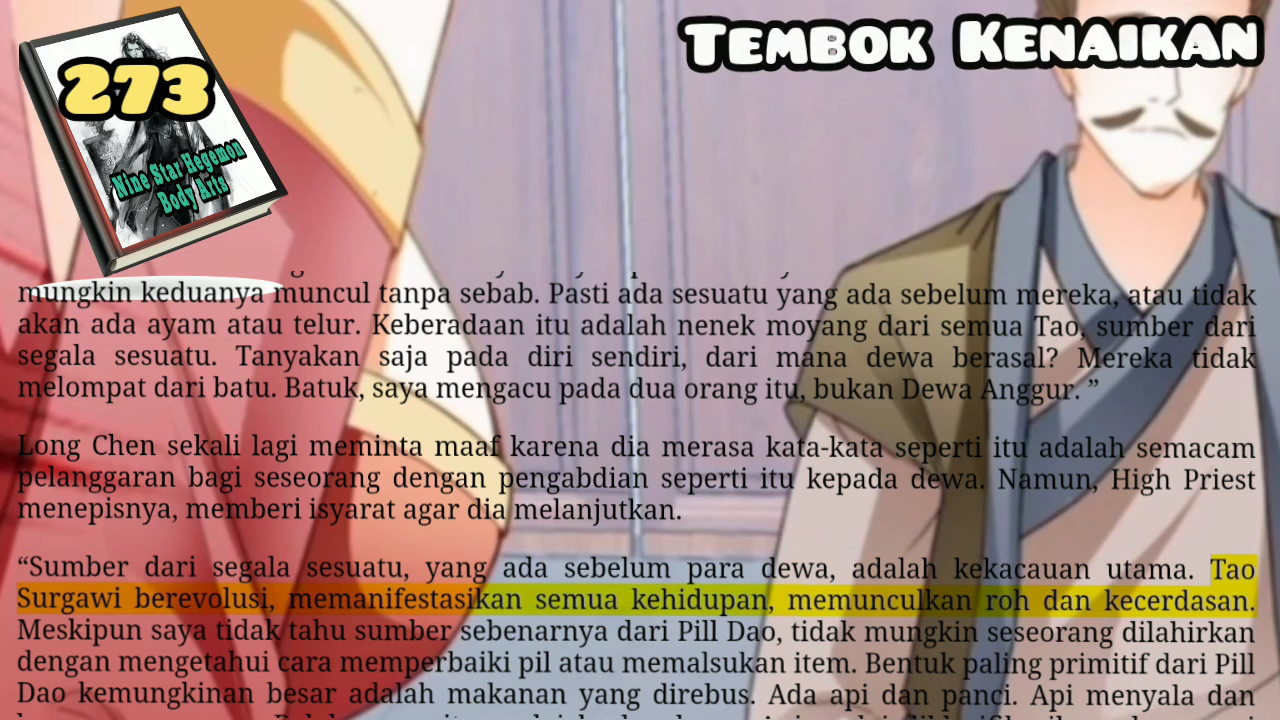 273
Nine Star Hegemon
Body Arts
TEMBOK KENAIKAN
mungkin keduanya muncul tanpa sebab. Pasti ada sesuatu yang ada sebelum mereka, atau tidak
akan ada ayam atau telur. Keberadaan itu adalah nenek moyang dari semua Tao, sumber dari
segala sesuatu. Tanyakan saja pada diri sendiri, dari mana dewa berasal? Mereka tidak
melompat dari batu. Batuk, saya mengacu pada dua orang itu, bukan Dewa Anggur. ”
Long Chen sekali lagi meminta maaf karena dia merasa kata-kata seperti itu adalah semacam
pelanggaran bagi seseorang dengan pengabdian seperti itu kepada dewa. Namun, High Priest
menepisnya, memberi isyarat agar dia melanjutkan.
“Sumber dari segala sesuatu, yang ada sebelum para dewa, adalah kekacauan utama. Tao
Surgawi berevolusi, memanifestasikan semua kehidupan, memunculkan roh dan kecerdasan.
Meskipun saya tidak tahu sumber sebenarnya dari Pill Dao, tidak mungkin seseorang dilahirkan
dengan mengetahui cara memperbaiki pil atau memalsukan item. Bentuk paling primitif dari Pill
Dao kemungkinan besar adalah makanan yang direbus. Ada api dan panci. Api menyala dan